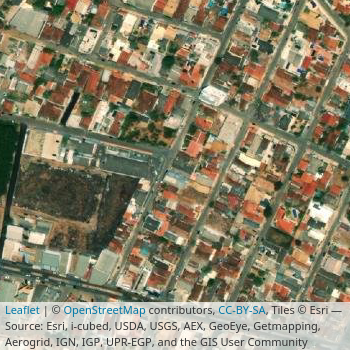 Leaflet | © OpenStreetMap contributors, CC-BY-SA, Tiles © Esri —
Source: Esri, i-cubed, USDA, USGS, AEX, GeoEye, Getmapping,
Aerogrid, IGN, IGP, UPR-EGP, and the GIS User Community